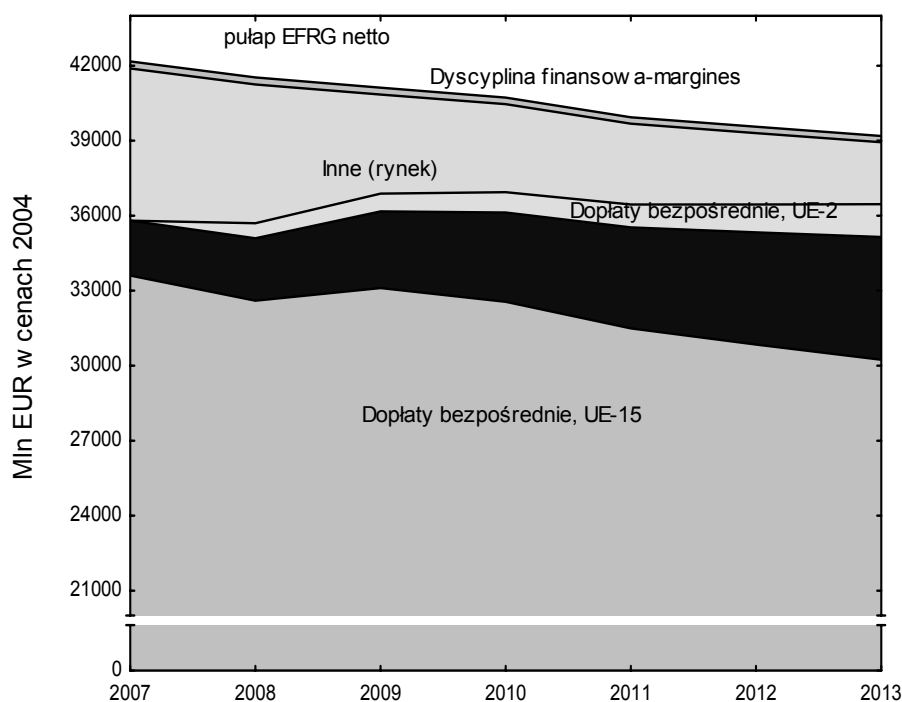 pułap EFRG netto
42000
Dyscyplina finansow a-margines
39000
Inne (rynek)
36000
Dopłaty bezpośrednie, UE-2
33000
30000
Dopłaty bezpośrednie, UE-15
27000
24000
21000
0
2007 2008 2009 2010 2011 2012 2013
Mln EUR w cenach 2004